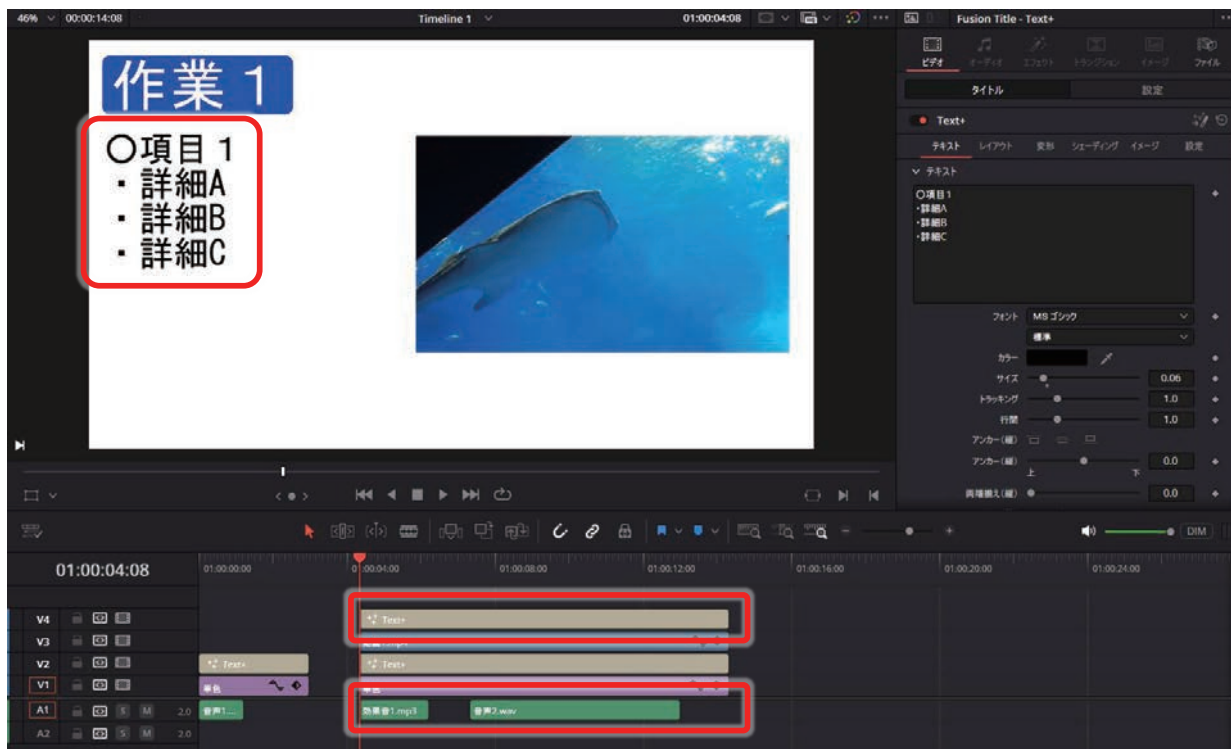 46% 00:00:14:08 Timeline 1 01:00:04:08
Fusion Title - Text+
ビデオ オーディオ エフェクト トランジション イメージ ファイル
タイトル 設定
Text+
テキスト レイアウト 変形 シェーディング イメージ 設定
テキスト
〇項目1
・詳細A
・詳細B
・詳細C
フォント MS ゴシック
標準
カラー
サイズ 0.06
トラッキング 1.0
行間 1.0
アンカー(縦)
アンカー(縦) 0.0
上 下
両端揃え(縦) 0.0
作業1
〇項目1
・詳細A
・詳細B
・詳細C
DIM
01:00:04:08 01:00:00:00 01:00:04:00 01:00:08:00 01:00:12:00 01:00:16:00 01:00:20:00 01:00:24:00
V4 Text+
V3
V2 Text+ Text+
V1 単色 単色
A1 S M 2.0 音声1... 効果音1.mp3 音声2.wav
A2 S M 2.0